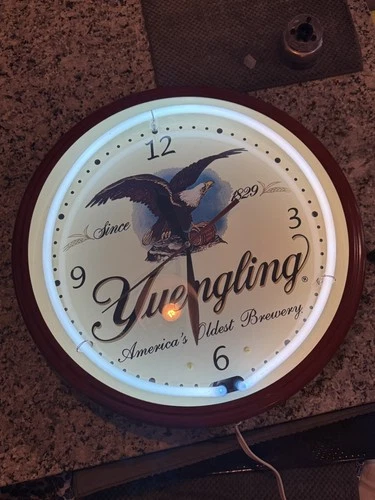 12
Since 1829
9 3
Yuengling®
America's Oldest Brewery
6